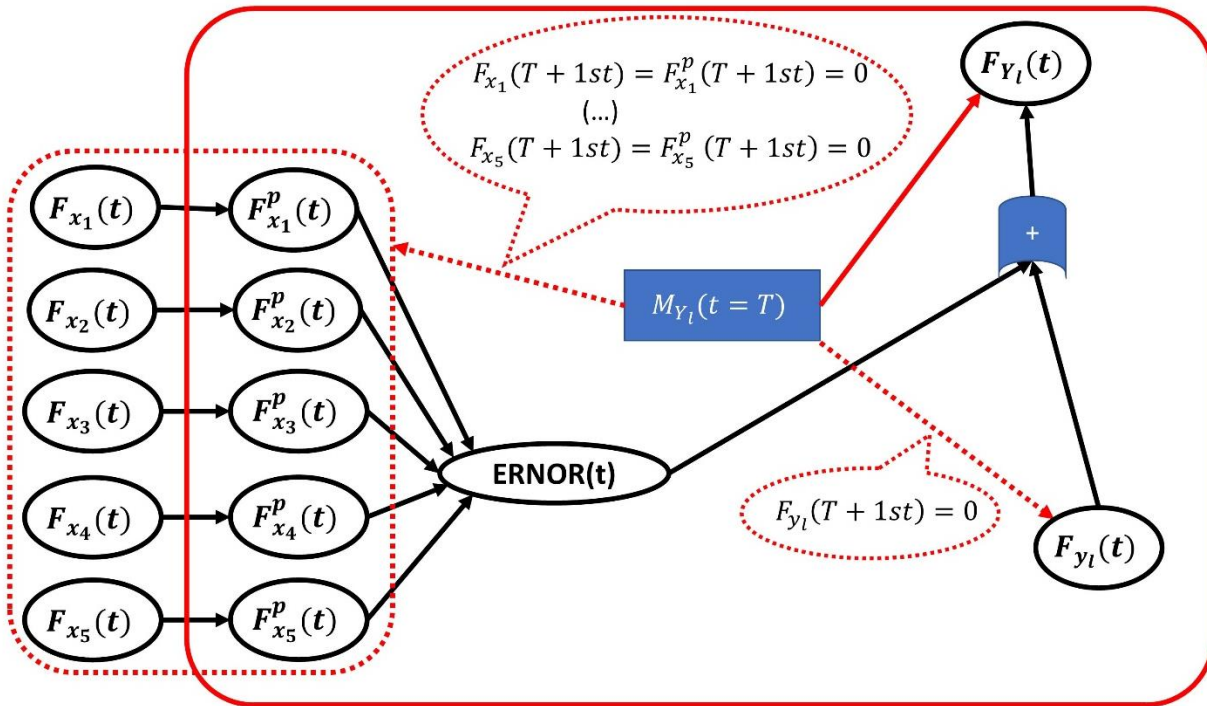 F_{x_1}(T + 1st) = F^p_{x_1}(T + 1st) = 0
(...)
F_{x_5}(T + 1st) = F^p_{x_5}(T + 1st) = 0
F_{Y_l}(t)
F_{x_1}(t)
F^p_{x_1}(t)
+
F_{x_2}(t)
F^p_{x_2}(t)
M_{Y_l}(t = T)
F_{x_3}(t)
F^p_{x_3}(t)
ERNOR(t)
F_{x_4}(t)
F^p_{x_4}(t)
F_{y_l}(T + 1st) = 0
F_{y_l}(t)
F_{x_5}(t)
F^p_{x_5}(t)